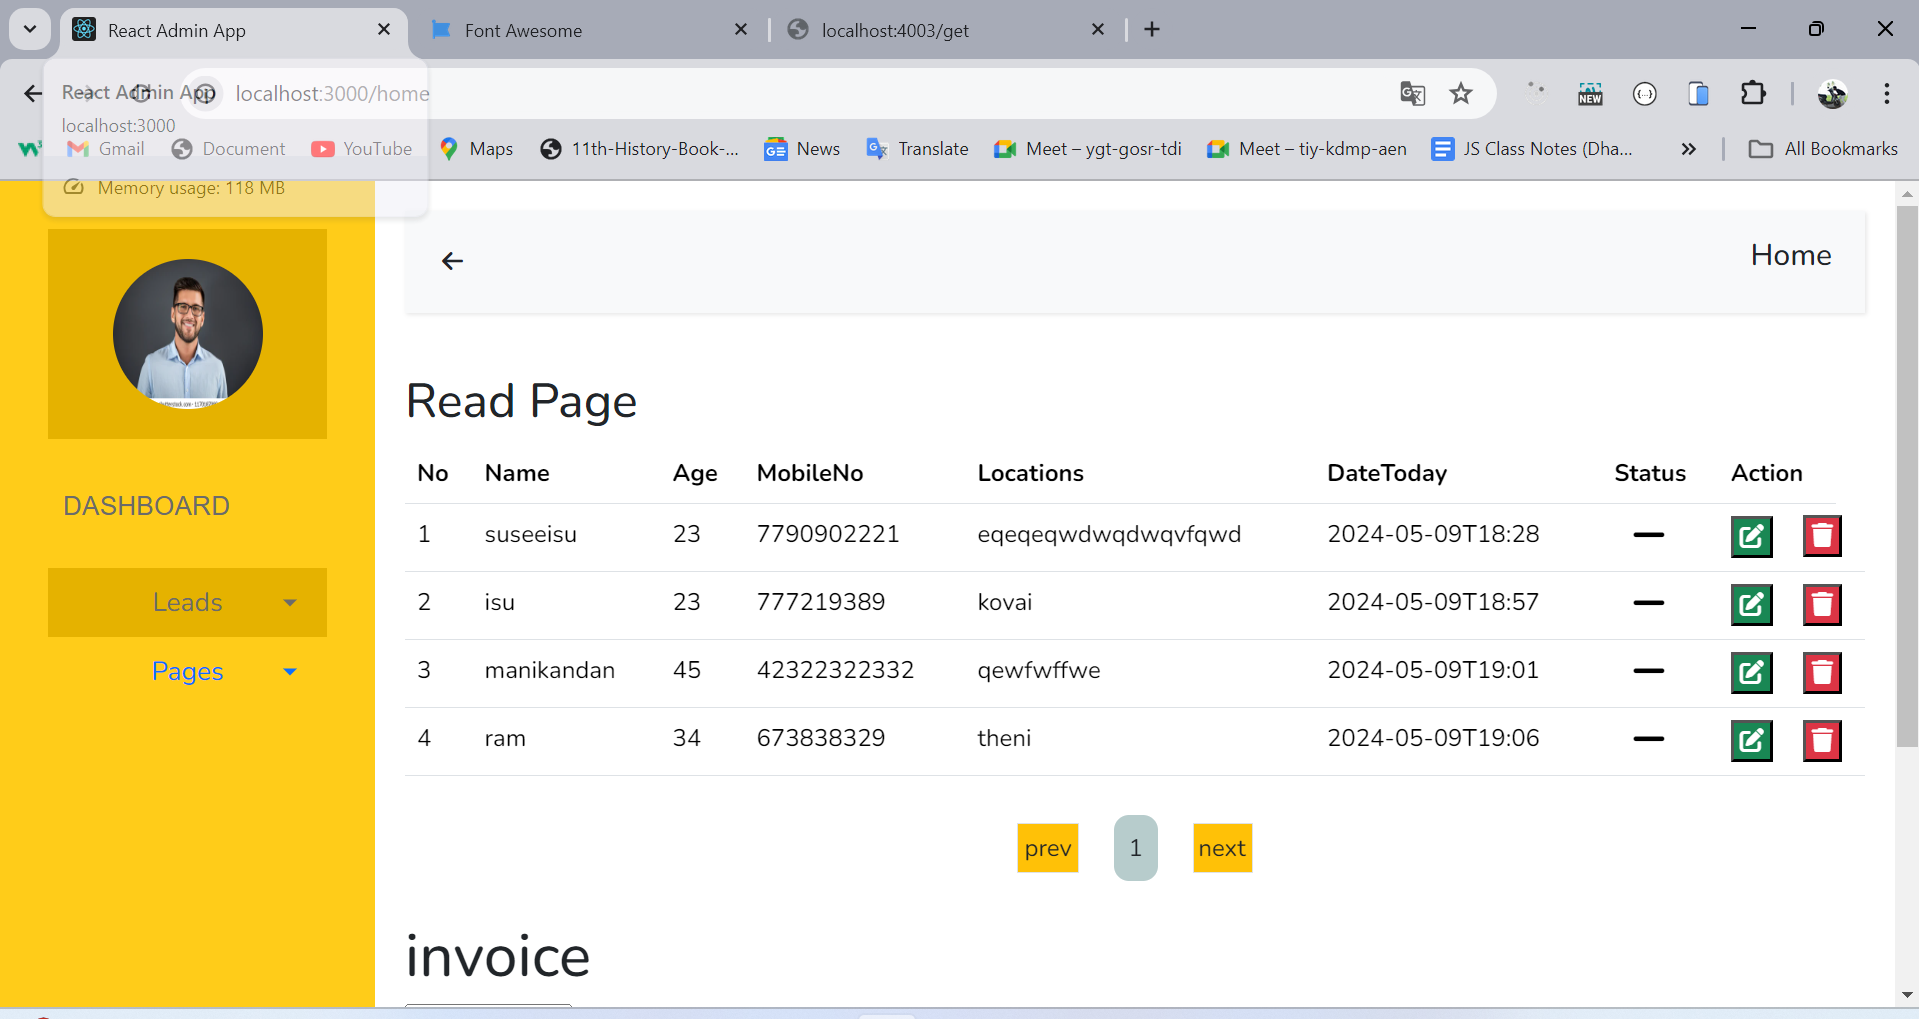 React Admin App
Font Awesome
localhost:4003/get
React Admin App
localhost:3000/home
NEW
localhost:3000
Gmail
Document
YouTube
Maps
11th-History-Book-...
News
Translate
Meet – ygt-gosr-tdi
Meet – tiy-kdmp-aen
JS Class Notes (Dha...
All Bookmarks
Memory usage: 118 MB
Home
DASHBOARD
Leads
Pages
Read Page
No Name Age MobileNo Locations DateToday Status Action
1 suseeisu 23 7790902221 eqeqeqwdwqdwqvfqwd 2024-05-09T18:28
2 isu 23 777219389 kovai 2024-05-09T18:57
3 manikandan 45 42322322332 qewfwffwe 2024-05-09T19:01
4 ram 34 673838329 theni 2024-05-09T19:06
prev 1 next
invoice